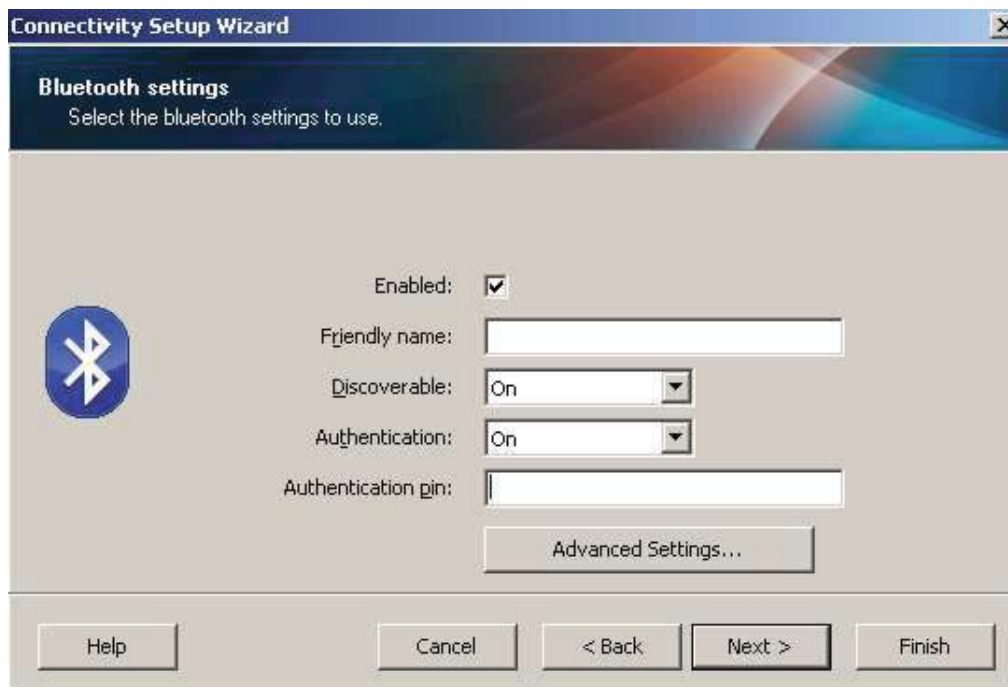 Connectivity Setup Wizard
Bluetooth settings
Select the bluetooth settings to use.
Enabled:
Friendly name:
Discoverable: On
Authentication: On
Authentication pin:
Advanced Settings...
Help Cancel < Back Next > Finish